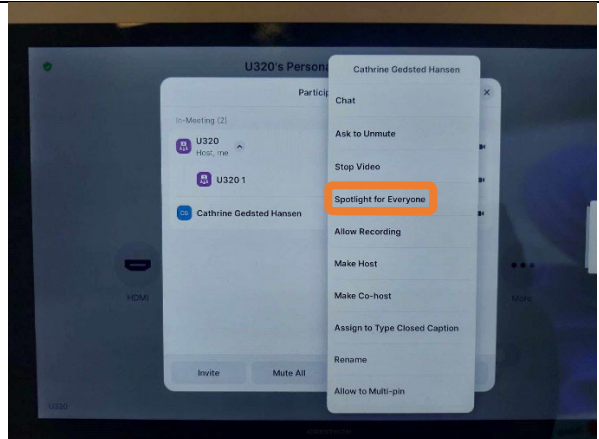 U320's Persona
Cathrine Gedsted Hansen
Particip
In-Meeting (2)
U320
Host, me
U320 1
CG
Cathrine Gedsted Hansen
Chat
Ask to Unmute
Stop Video
Spotlight for Everyone
Allow Recording
Make Host
Make Co-host
Assign to Type Closed Caption
Rename
Allow to Multi-pin
HDMI
More
Invite
Mute All
U320